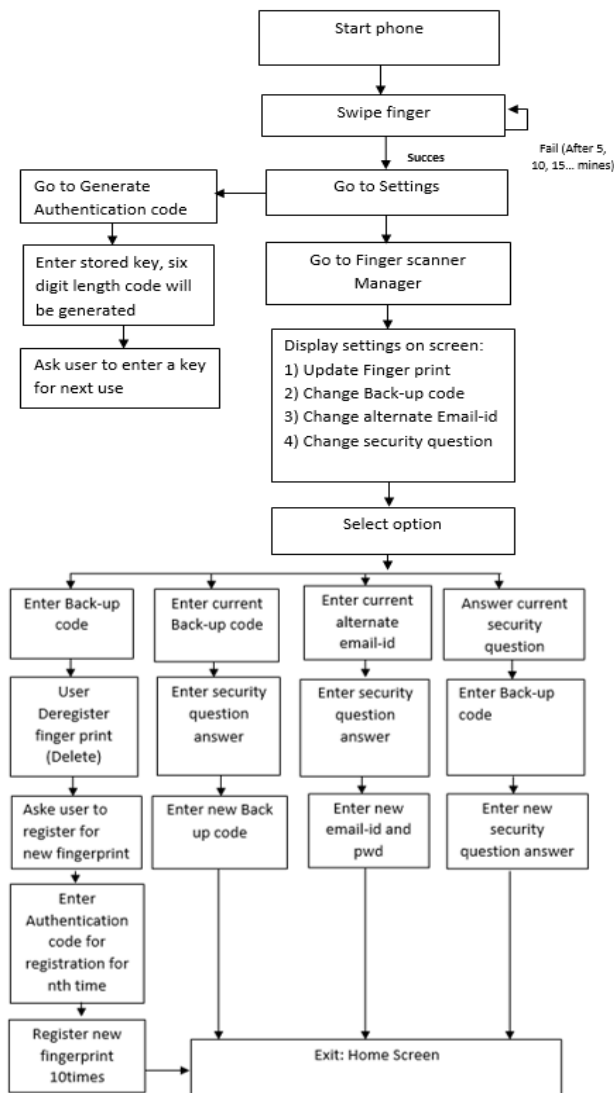 Start phone
Swipe finger
Fail (After 5,
10, 15... mines)
Succes
Go to Generate
Authentication code
Go to Settings
Enter stored key, six
digit length code will
be generated
Go to Finger scanner
Manager
Ask user to enter a key
for next use
Display settings on screen:
1) Update Finger print
2) Change Back-up code
3) Change alternate Email-id
4) Change security question
Select option
Enter Back-up
code
Enter current
Back-up code
Enter current
alternate
email-id
Answer current
security
question
User
Deregister
finger print
(Delete)
Enter security
question
answer
Enter security
question
answer
Enter Back-up
code
Aske user to
register for
new fingerprint
Enter new Back
up code
Enter new
email-id and
pwd
Enter new
security
question answer
Enter
Authentication
code for
registration for
nth time
Register new
fingerprint
10times
Exit: Home Screen